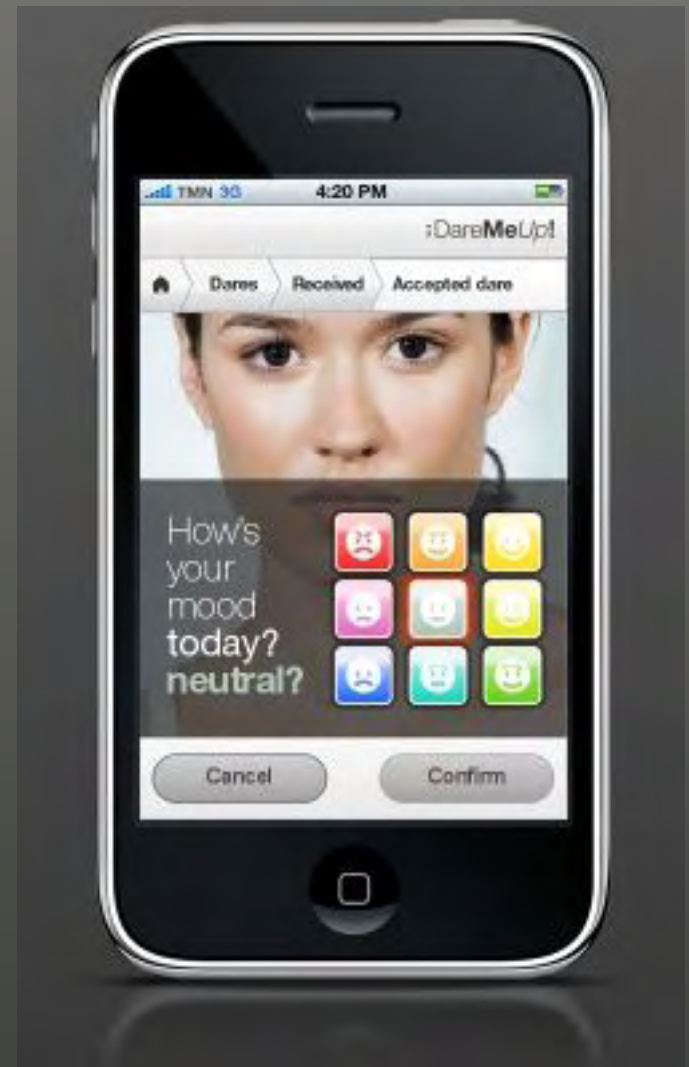 TMN 3G 4:20 PM
:DareMeUp!
Dares Received Accepted dare
How's
your
mood
today?
neutral?
Cancel Confirm